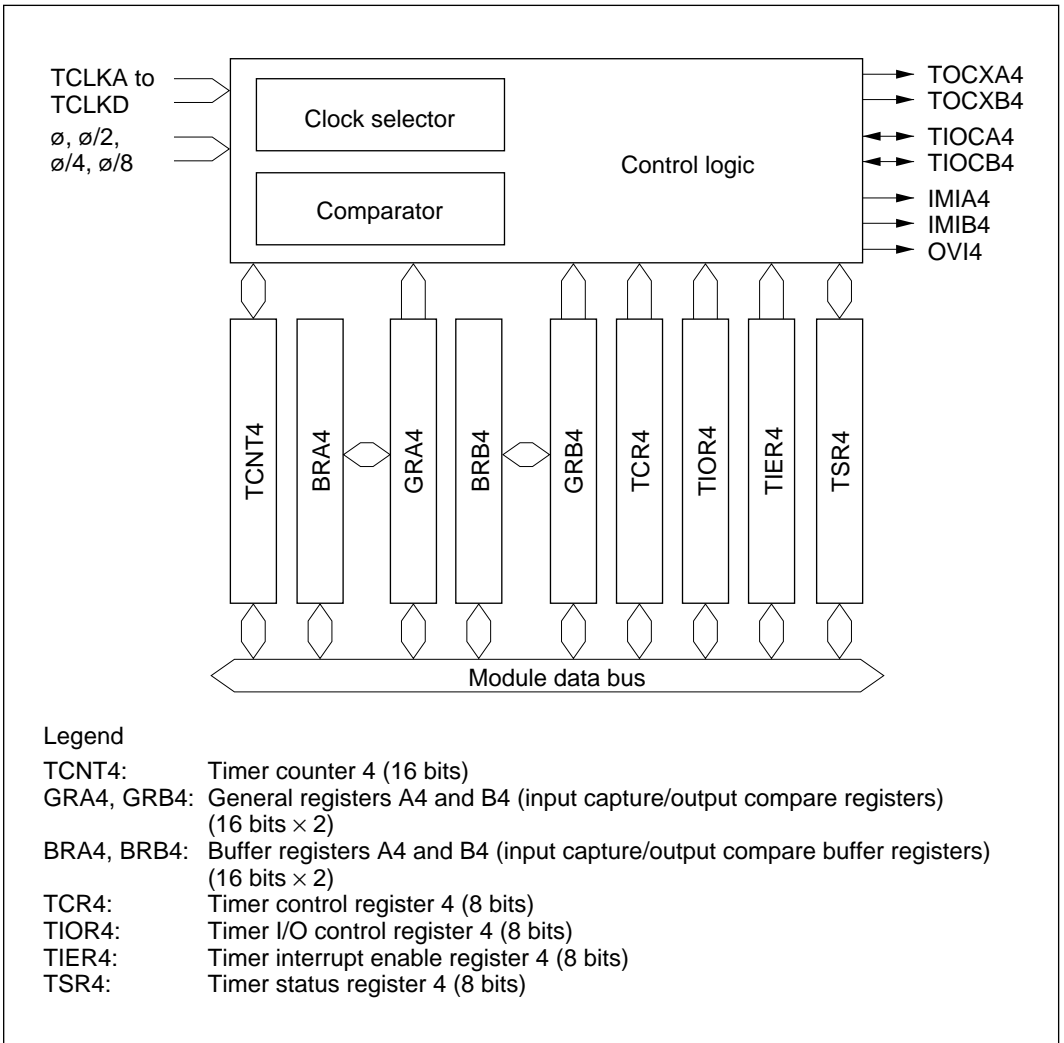 TCLKA to
TCLKD
ø, ø/2,
ø/4, ø/8
Clock selector
Comparator
Control logic
TOCXA4
TOCXB4
TIOCA4
TIOCB4
IMIA4
IMIB4
OVI4
TCNT4
BRA4
GRA4
BRB4
GRB4
TCR4
TIOR4
TIER4
TSR4
Module data bus
Legend
TCNT4: Timer counter 4 (16 bits)
GRA4, GRB4: General registers A4 and B4 (input capture/output compare registers)
(16 bits × 2)
BRA4, BRB4: Buffer registers A4 and B4 (input capture/output compare buffer registers)
(16 bits × 2)
TCR4: Timer control register 4 (8 bits)
TIOR4: Timer I/O control register 4 (8 bits)
TIER4: Timer interrupt enable register 4 (8 bits)
TSR4: Timer status register 4 (8 bits)